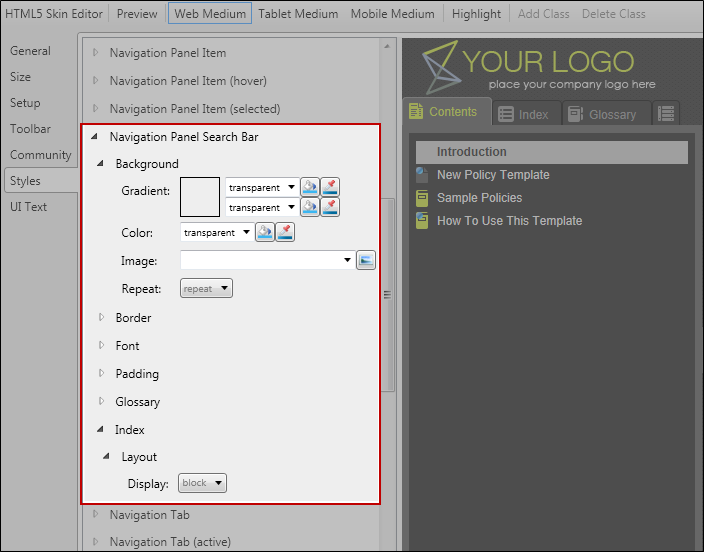 HTML5 Skin Editor Preview Web Medium Tablet Medium Mobile Medium Highlight Add Class Delete Class
General
Size
Setup
Toolbar
Community
Styles
UI Text
Navigation Panel Item
Navigation Panel Item (hover)
Navigation Panel Item (selected)
Navigation Panel Search Bar
Background
Gradient: transparent
transparent
Color: transparent
Image:
Repeat: repeat
Border
Font
Padding
Glossary
Index
Layout
Display: block
Navigation Tab
Navigation Tab (active)
YOUR LOGO
place your company logo here
Contents Index Glossary
Introduction
New Policy Template
Sample Policies
How To Use This Template